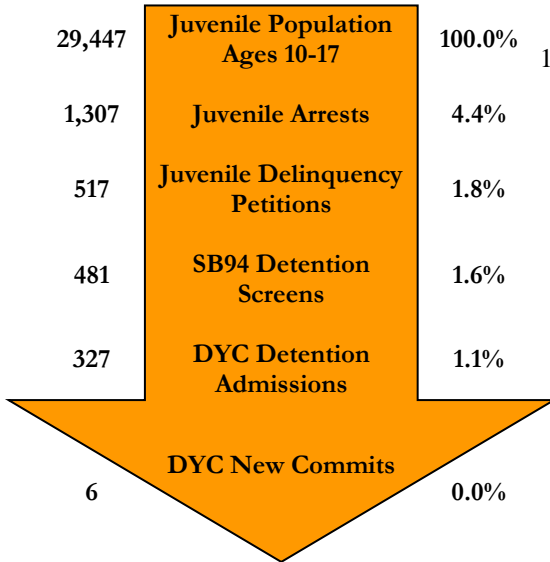 29,447 Juvenile Population Ages 10-17 100.0%
1
1,307 Juvenile Arrests 4.4%
517 Juvenile Delinquency Petitions 1.8%
481 SB94 Detention Screens 1.6%
327 DYC Detention Admissions 1.1%
DYC New Commits
6 0.0%